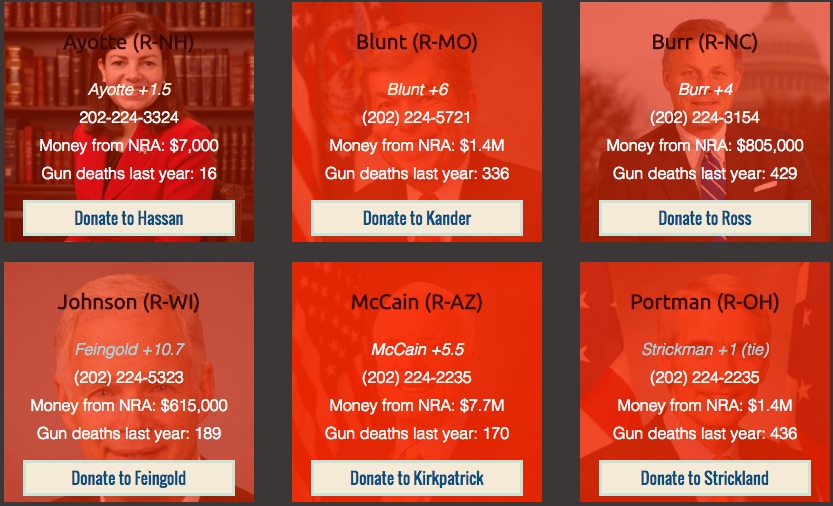 Ayotte (R-NH)
Ayotte +1.5
202-224-3324
Money from NRA: $7,000
Gun deaths last year: 16
Donate to Hassan
Blunt (R-MO)
Blunt +6
(202) 224-5721
Money from NRA: $1.4M
Gun deaths last year: 336
Donate to Kander
Burr (R-NC)
Burr +4
(202) 224-3154
Money from NRA: $805,000
Gun deaths last year: 429
Donate to Ross
Johnson (R-WI)
Feingold +10.7
(202) 224-5323
Money from NRA: $615,000
Gun deaths last year: 189
Donate to Feingold
McCain (R-AZ)
McCain +5.5
(202) 224-2235
Money from NRA: $7.7M
Gun deaths last year: 170
Donate to Kirkpatrick
Portman (R-OH)
Strickman +1 (tie)
(202) 224-2235
Money from NRA: $1.4M
Gun deaths last year: 436
Donate to Strickland